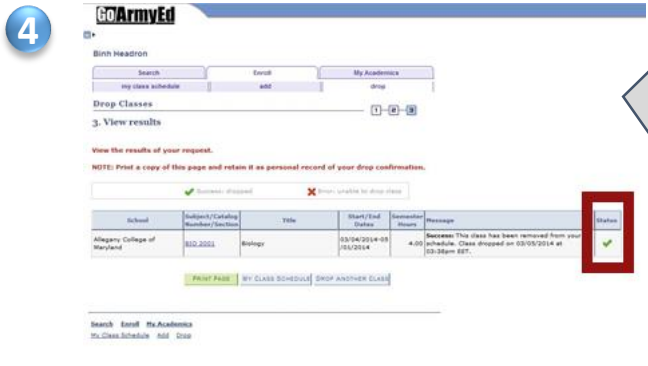 4
GoArmyEd
Binh Headron
Search Enroll My Academics
my class schedule add drop
Drop Classes
1 2 3
3. View results
View the results of your request.
NOTE: Print a copy of this page and retain it as personal record of your drop confirmation.
Success: dropped Error: unable to drop class
School Subject/Catalog Number/Section Title Start/End Dates Semester Hours Message Status
Allegany College of Maryland BIO 2001 Biology 03/04/2014-05/01/2014 4.00 Success: This class has been removed from your schedule. Class dropped on 03/05/2014 at 03:36pm EST.
PRINT PAGE MY CLASS SCHEDULE DROP ANOTHER CLASS
Search Enroll My Academics
My Class Schedule Add Drop